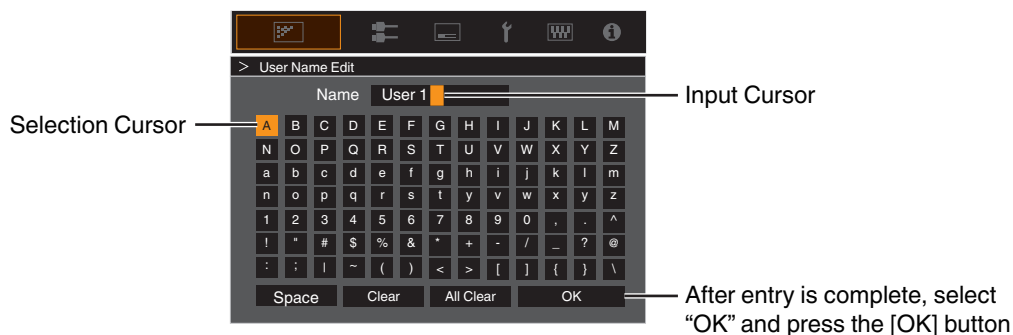 > User Name Edit
Name User 1
Input Cursor
Selection Cursor
A B C D E F G H I J K L M
N O P Q R S T U V W X Y Z
a b c d e f g h i j k l m
n o p q r s t y v w x y z
1 2 3 4 5 6 7 8 9 0 , . ^
! " # $ % & * + - / _ ? @
: ; | ~ ( ) < > [ ] { } \
Space Clear All Clear OK
After entry is complete, select
“OK” and press the [OK] button